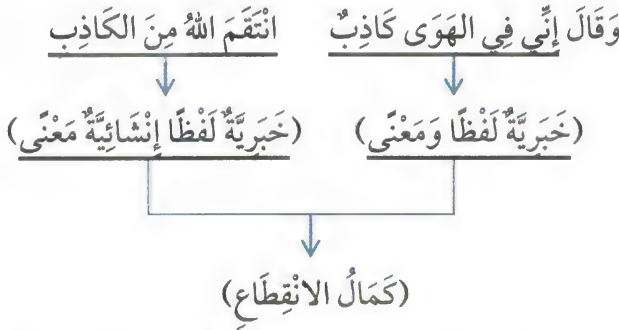 وَقَالَ إِنِّي فِي الهَوَى كَاذِبٌ انْتَقَمَ اللهُ مِنَ الكَاذِبِ
(خَبَرِيَّةٌ لَفْظًا وَمَعْنًى) (خَبَرِيَّةٌ لَفْظًا إِنْشَائِيَّةٌ مَعْنًى)
(كَمَالُ الانْقِطَاعِ)